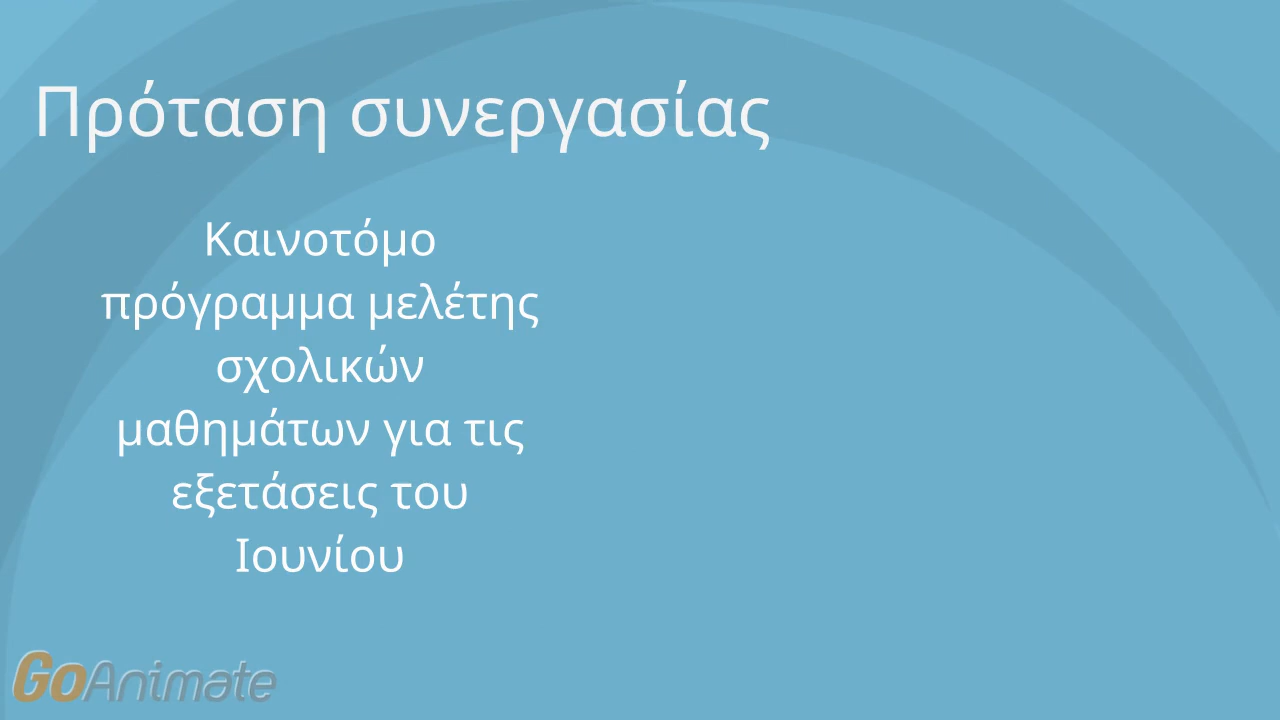 Πρόταση συνεργασίας
Καινοτόμο
πρόγραμμα μελέτης
σχολικών
μαθημάτων για τις
εξετάσεις του
Ιουνίου
GoAnimate